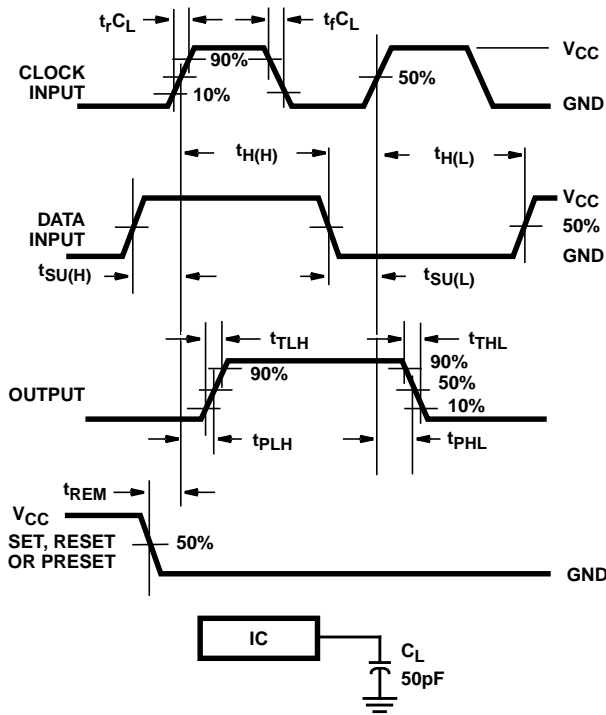 t_rC_L
t_fC_L
CLOCK
INPUT
90%
10%
50%
V_CC
GND
t_H(H)
t_H(L)
DATA
INPUT
V_CC
50%
GND
t_SU(H)
t_SU(L)
t_TLH
t_THL
OUTPUT
90%
90%
50%
10%
t_PLH
t_PHL
t_REM
V_CC
SET, RESET
OR PRESET
50%
GND
IC
C_L
50pF